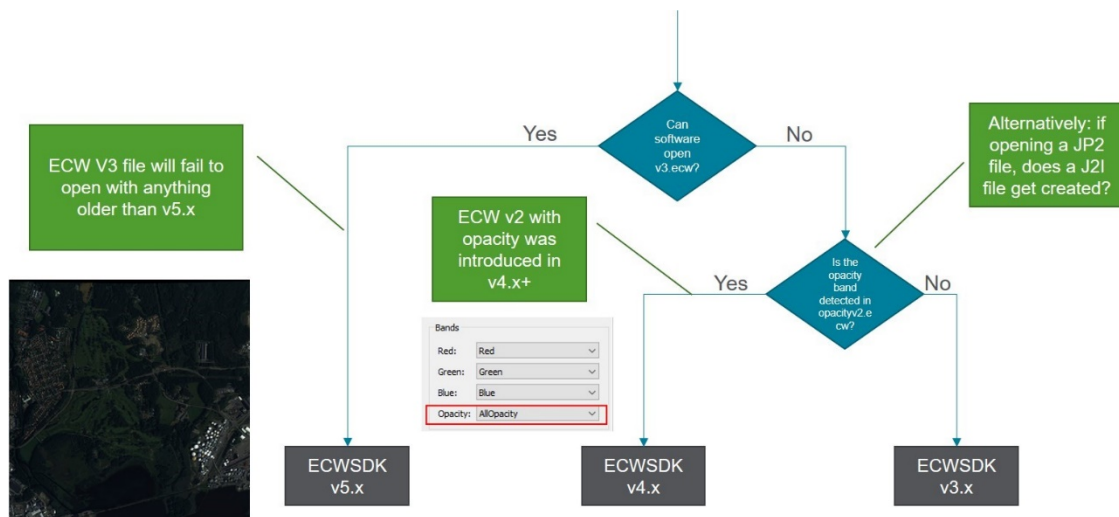 Can
software
open
v3.ecw?
Yes
No
ECW V3 file will fail to
open with anything
older than v5.x
Alternatively: if
opening a JP2
file, does a J2I
file get created?
ECW v2 with
opacity was
introduced in
v4.x+
Is the
opacity
band
detected in
opacityv2.e
cw?
Yes
No
Bands
Red: Red
Green: Green
Blue: Blue
Opacity: AllOpacity
ECWSDK
v5.x
ECWSDK
v4.x
ECWSDK
v3.x